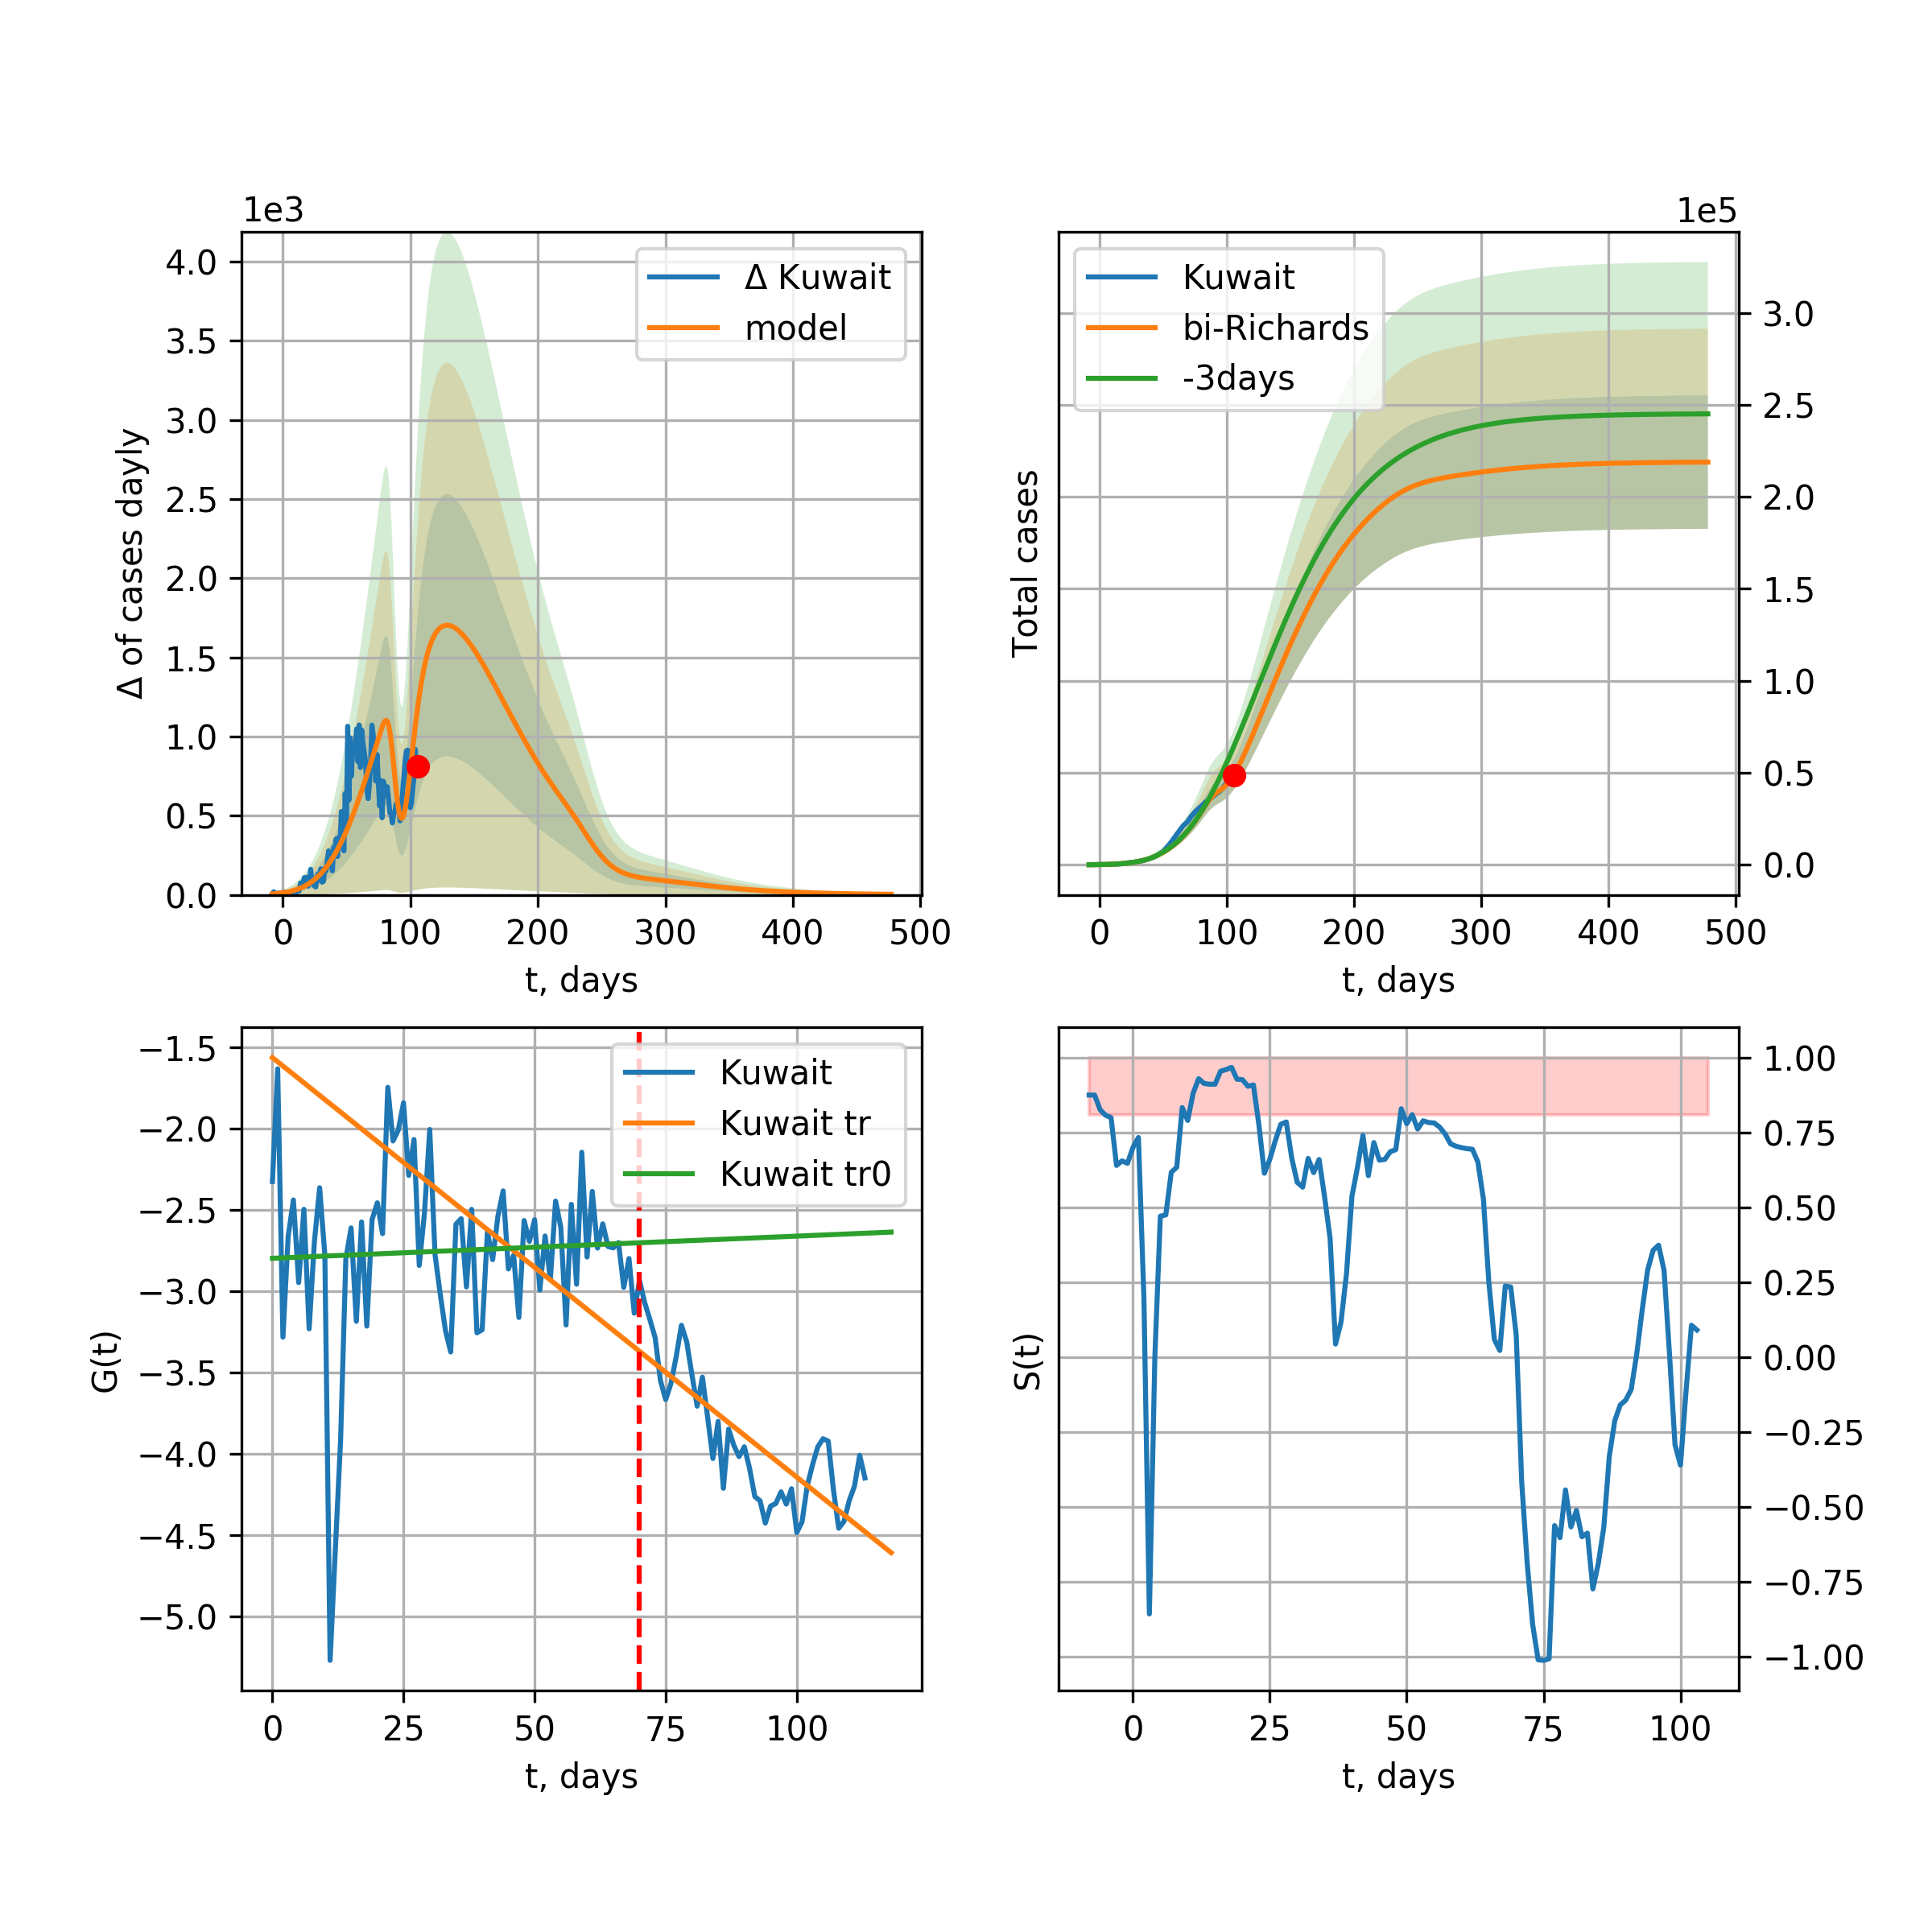 1e3
4.0
3.5
3.0
2.5
2.0
1.5
1.0
0.5
0.0
Δ of cases dayly
Δ Kuwait
model
0 100 200 300 400 500
t, days
1e5
3.0
2.5
2.0
1.5
1.0
0.5
0.0
Total cases
Kuwait
bi-Richards
-3days
0 100 200 300 400 500
t, days
−1.5
−2.0
−2.5
−3.0
−3.5
−4.0
−4.5
−5.0
G(t)
Kuwait
Kuwait tr
Kuwait tr0
0 25 50 75 100
t, days
1.00
0.75
0.50
0.25
0.00
−0.25
−0.50
−0.75
−1.00
S(t)
0 25 50 75 100
t, days